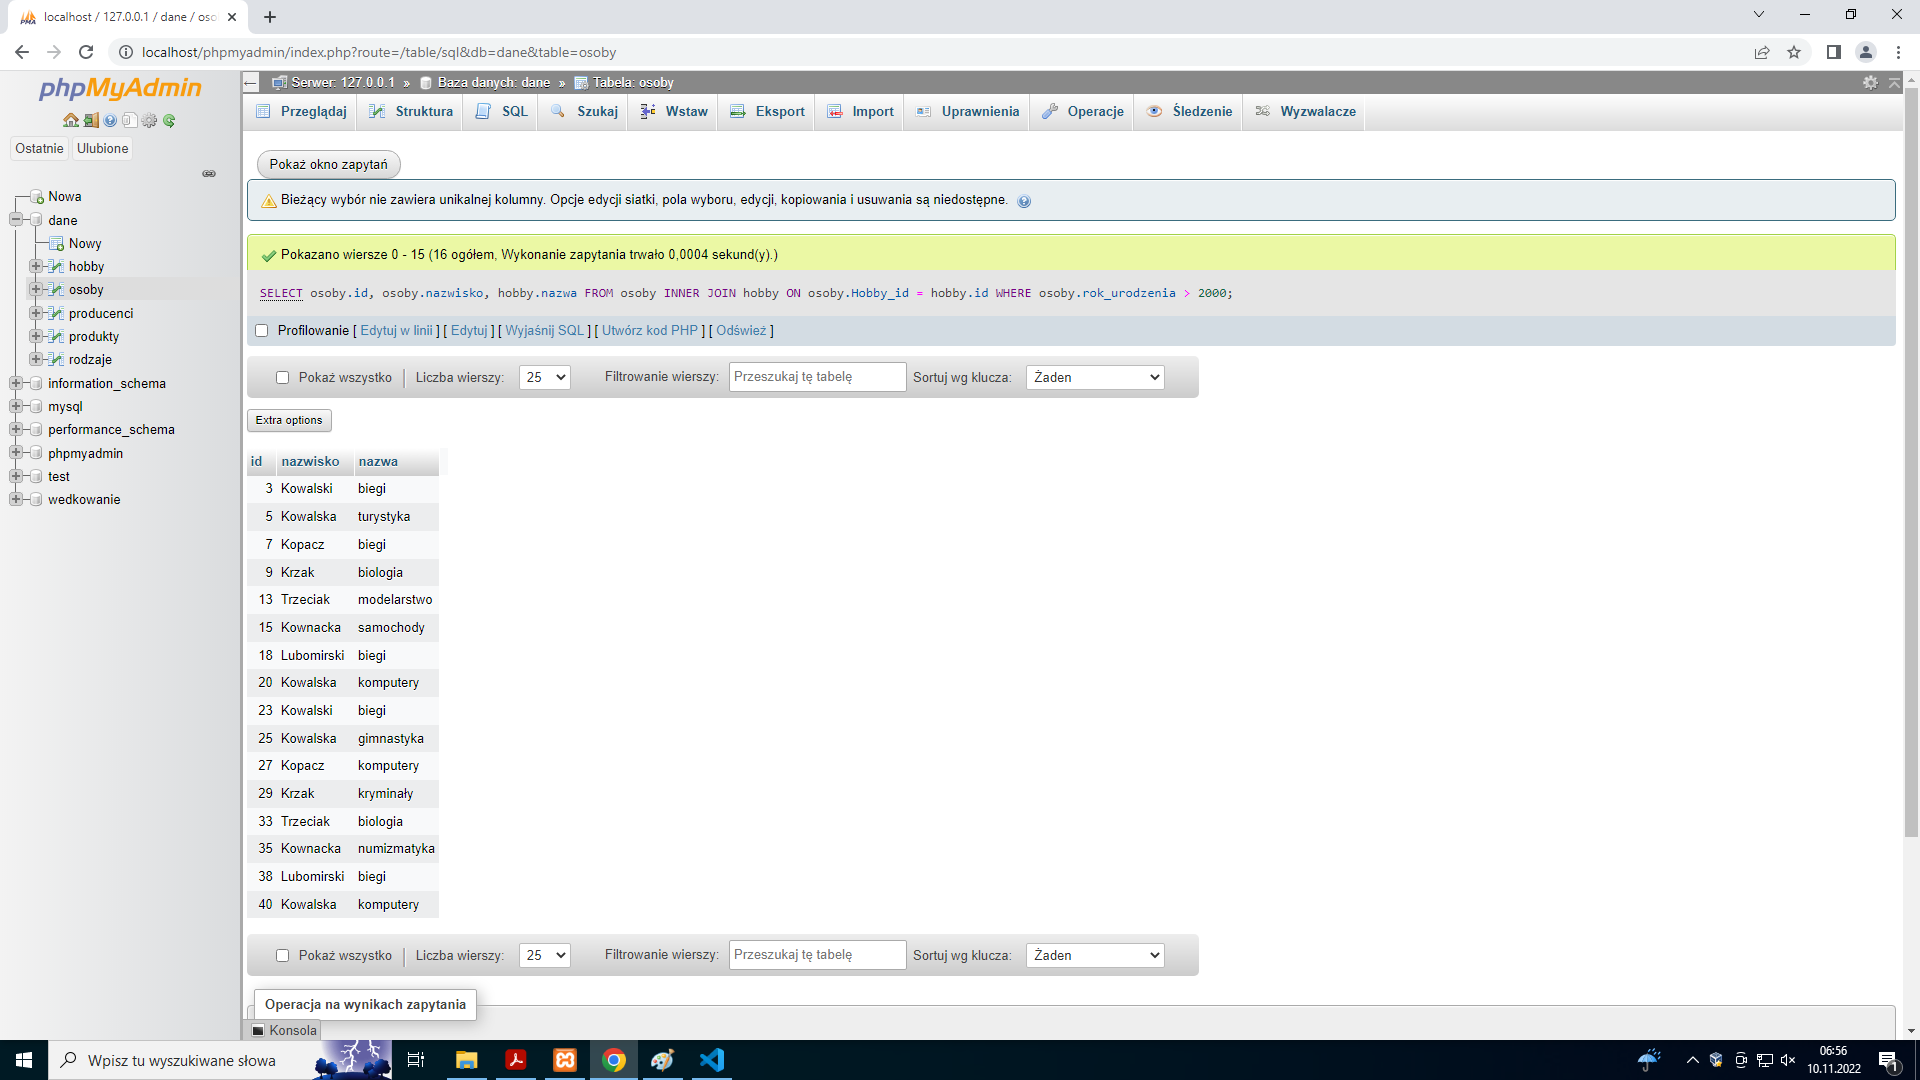 localhost / 127.0.0.1 / dane / oso
localhost/phpmyadmin/index.php?route=/table/sql&db=dane&table=osoby
phpMyAdmin
Ostatnie Ulubione
Nowa
dane
Nowy
hobby
osoby
producenci
produkty
rodzaje
information_schema
mysql
performance_schema
phpmyadmin
test
wedkowanie
Serwer: 127.0.0.1 » Baza danych: dane » Tabela: osoby
Przeglądaj Struktura SQL Szukaj Wstaw Eksport Import Uprawnienia Operacje Śledzenie Wyzwalacze
Pokaż okno zapytań
Bieżący wybór nie zawiera unikalnej kolumny. Opcje edycji siatki, pola wyboru, edycji, kopiowania i usuwania są niedostępne.
Pokazano wiersze 0 - 15 (16 ogółem, Wykonanie zapytania trwało 0,0004 sekund(y).)
SELECT osoby.id, osoby.nazwisko, hobby.nazwa FROM osoby INNER JOIN hobby ON osoby.Hobby_id = hobby.id WHERE osoby.rok_urodzenia > 2000;
Profilowanie [ Edytuj w linii ] [ Edytuj ] [ Wyjaśnij SQL ] [ Utwórz kod PHP ] [ Odśwież ]
Pokaż wszystko Liczba wierszy: 25 Filtrowanie wierszy: Przeszukaj tę tabelę Sortuj wg klucza: Żaden
Extra options
id nazwisko nazwa
3 Kowalski biegi
5 Kowalska turystyka
7 Kopacz biegi
9 Krzak biologia
13 Trzeciak modelarstwo
15 Kownacka samochody
18 Lubomirski biegi
20 Kowalska komputery
23 Kowalski biegi
25 Kowalska gimnastyka
27 Kopacz komputery
29 Krzak kryminały
33 Trzeciak biologia
35 Kownacka numizmatyka
38 Lubomirski biegi
40 Kowalska komputery
Pokaż wszystko Liczba wierszy: 25 Filtrowanie wierszy: Przeszukaj tę tabelę Sortuj wg klucza: Żaden
Operacja na wynikach zapytania
Konsola
Wpisz tu wyszukiwane słowa
06:56
10.11.2022
1